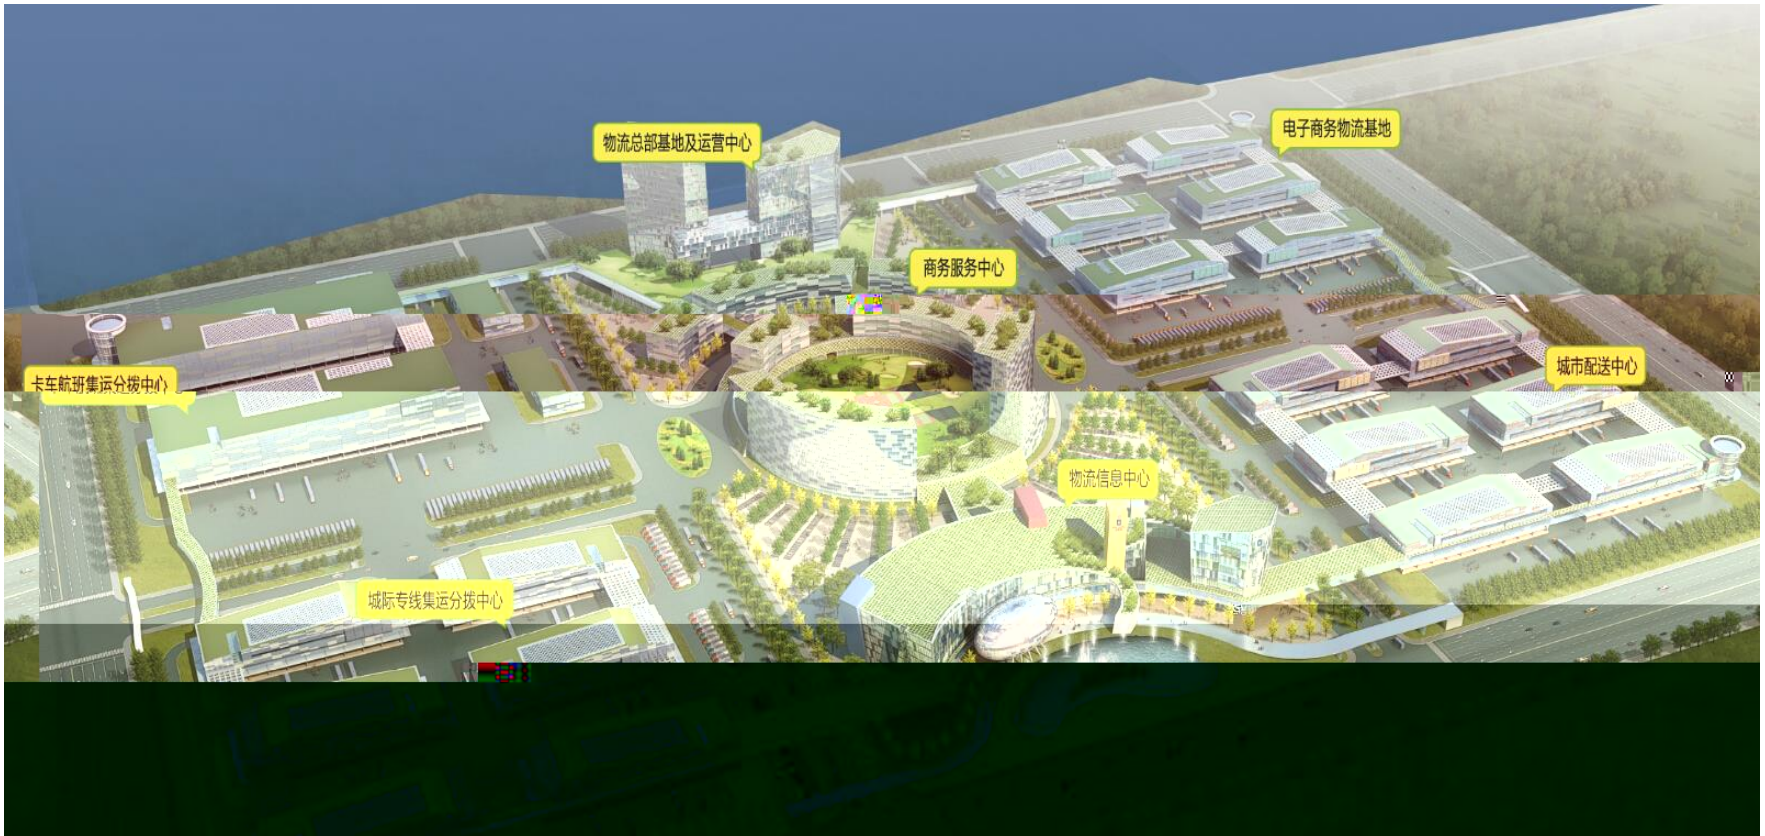 物流总部基地及运营中心
电子商务物流基地
商务服务中心
城市配送中心
卡车航班集运分拨中心
物流信息中心
城际专线集运分拨中心